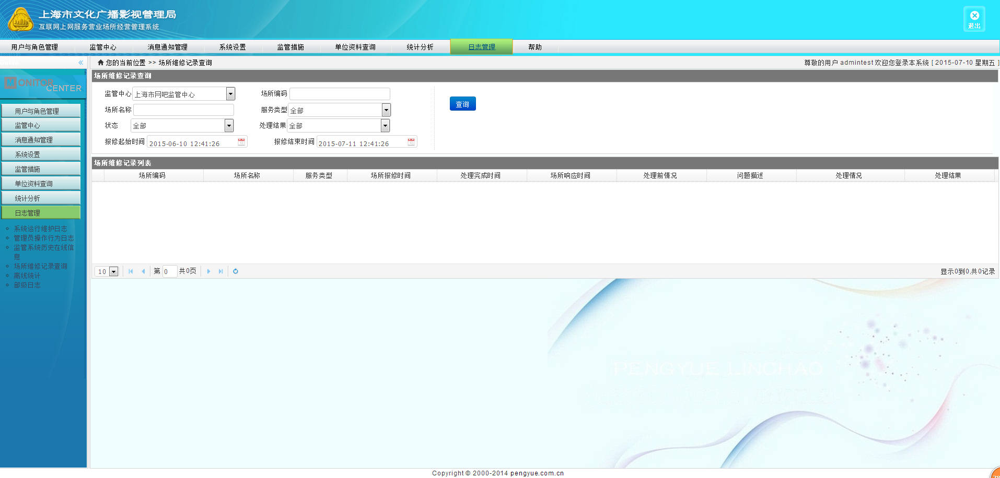 上海市文化广播影视管理局
互联网上网服务营业场所经营管理系统
退出
用户与角色管理 监管中心 消息通知管理 系统设置 监管措施 单位资料查询 统计分析 日志管理 帮助
«
您的当前位置 >> 场所维修记录查询
尊敬的用户 admintest 欢迎您登录本系统 [ 2015-07-10 星期五 ]
MONITOR
CENTER
用户与角色管理
监管中心
消息通知管理
系统设置
监管措施
单位资料查询
统计分析
日志管理
系统运行维护日志
管理员操作行为日志
监管系统历史在线信
息
场所维修记录查询
离线统计
部级日志
场所维修记录查询
监管中心 上海市网吧监管中心 场所编码
查询
场所名称 服务类型 全部
状态 全部 处理结果 全部
报修起始时间 2015-06-10 12:41:26 报修结束时间 2015-07-11 12:41:26
场所维修记录列表
场所编码 场所名称 服务类型 场所报修时间 处理完成时间 场所响应时间 处理前情况 问题描述 处理情况 处理结果
10 第 0 共0页 显示0到0,共0记录
PENGYUE LINCHAO
Copyright © 2000-2014 pengyue.com.cn